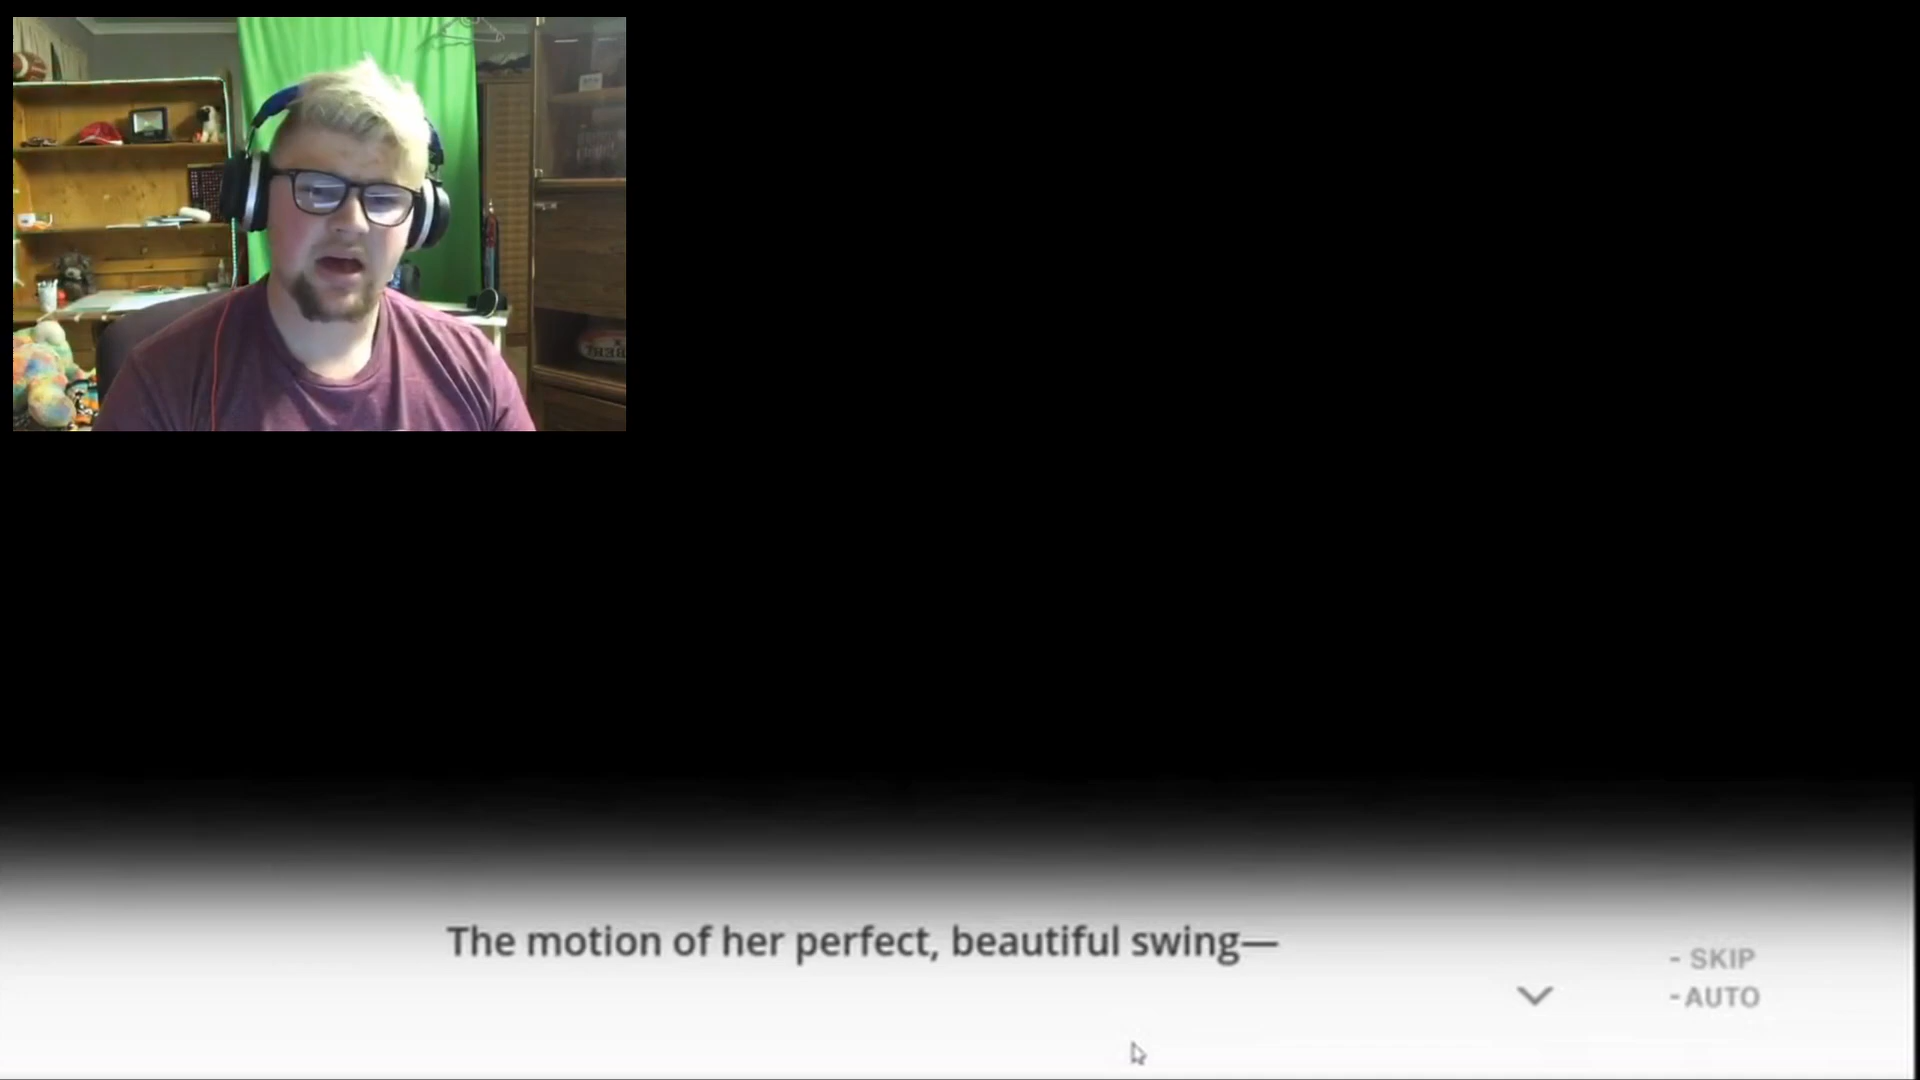 The motion of her perfect, beautiful swing—
- SKIP
- AUTO